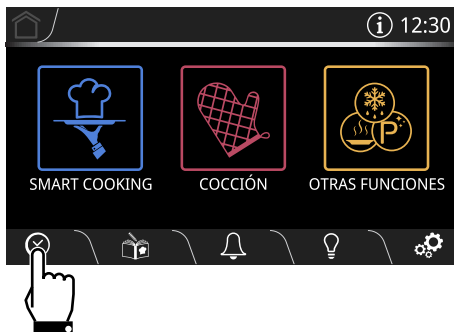 12:30
SMART COOKING
COCCIÓN
OTRAS FUNCIONES
P